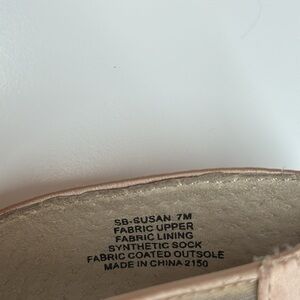 SB-SUSAN 7M
FABRIC UPPER
FABRIC LINING
SYNTHETIC SOCK
FABRIC COATED OUTSOLE
MADE IN CHINA 2150